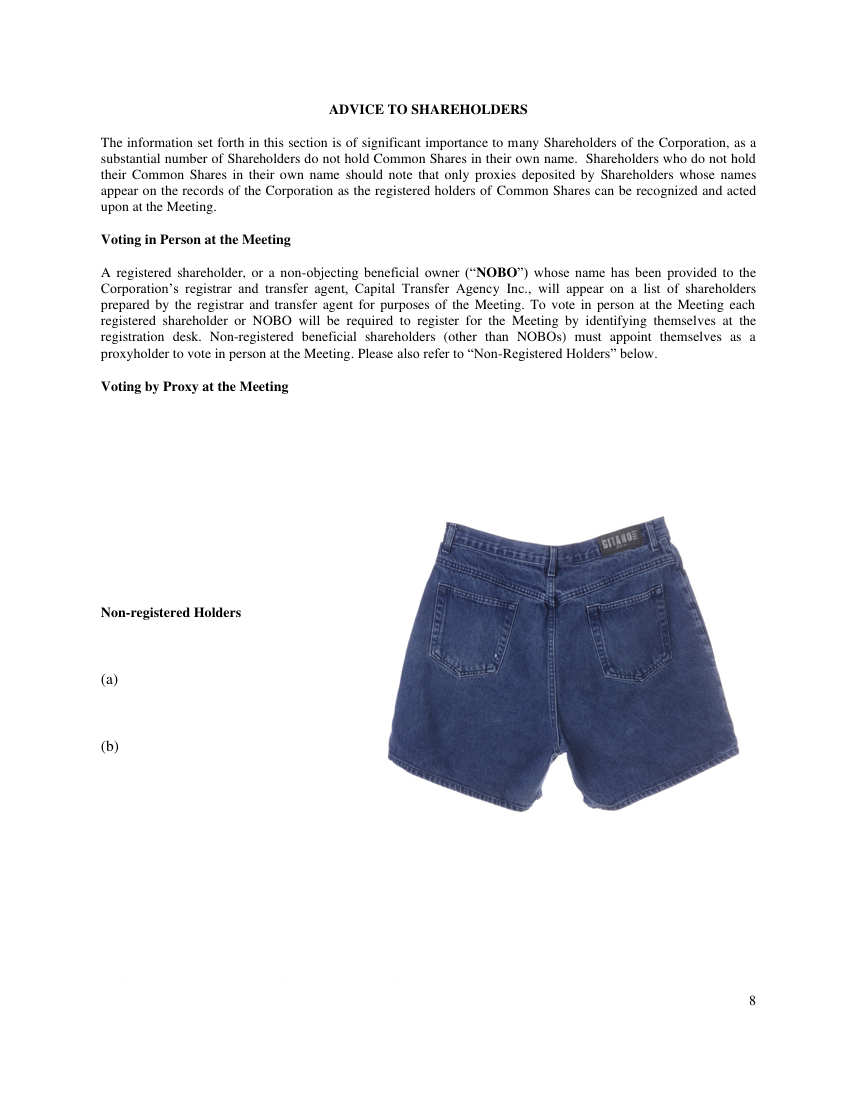 ADVICE TO SHAREHOLDERS
The information set forth in this section is of significant importance to many Shareholders of the Corporation, as a
substantial number of Shareholders do not hold Common Shares in their own name. Shareholders who do not hold
their Common Shares in their own name should note that only proxies deposited by Shareholders whose names
appear on the records of the Corporation as the registered holders of Common Shares can be recognized and acted
upon at the Meeting.
Voting in Person at the Meeting
A registered shareholder, or a non-objecting beneficial owner (“NOBO”) whose name has been provided to the
Corporation’s registrar and transfer agent, Capital Transfer Agency Inc., will appear on a list of shareholders
prepared by the registrar and transfer agent for purposes of the Meeting. To vote in person at the Meeting each
registered shareholder or NOBO will be required to register for the Meeting by identifying themselves at the
registration desk. Non-registered beneficial shareholders (other than NOBOs) must appoint themselves as a
proxyholder to vote in person at the Meeting. Please also refer to “Non-Registered Holders” below.
Voting by Proxy at the Meeting
GITANO
Non-registered Holders
(a)
(b)
8